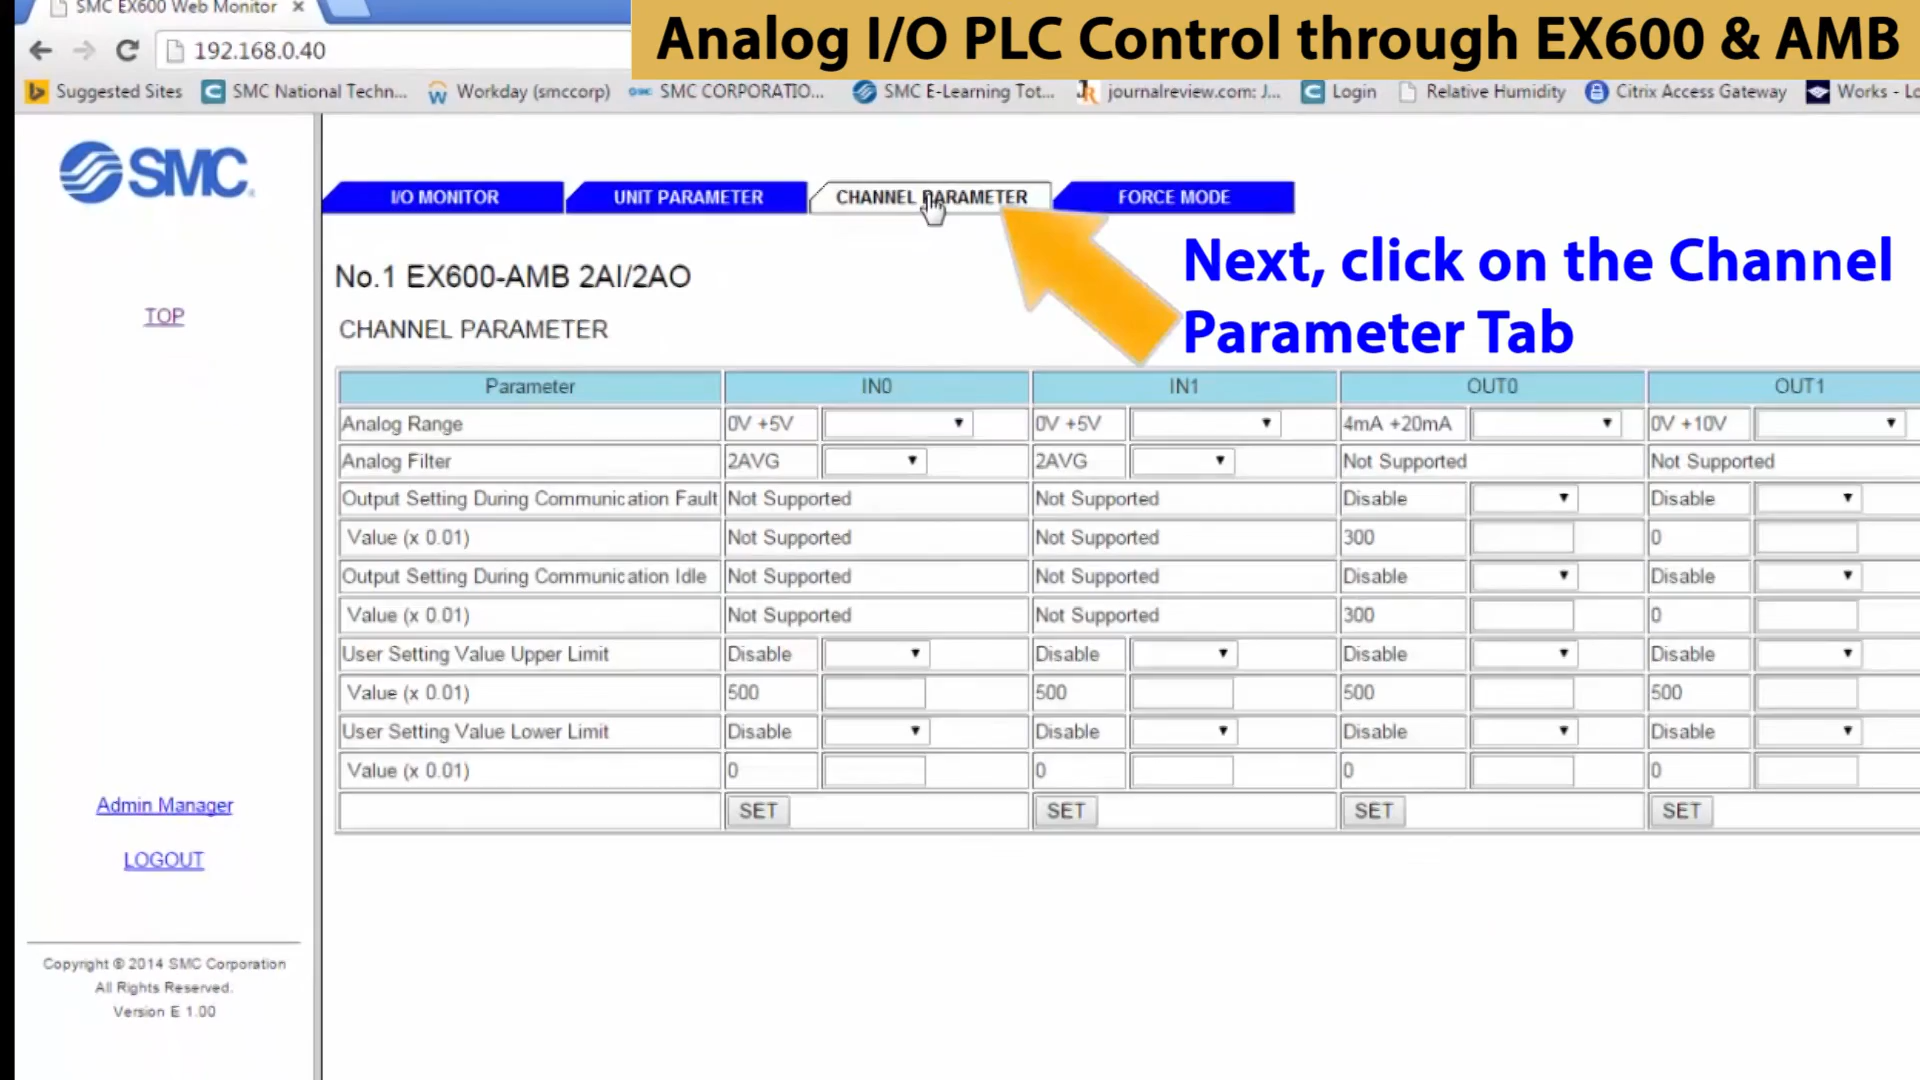 SMC EX600 Web Monitor ×
Analog I/O PLC Control through EX600 & AMB
192.168.0.40
Suggested Sites SMC National Techn... Workday (smccorp) SMC CORPORATIO... SMC E-Learning Tot... journalreview.com: J... Login Relative Humidity Citrix Access Gateway Works - Lo
SMC
I/O MONITOR UNIT PARAMETER CHANNEL PARAMETER FORCE MODE
Next, click on the Channel
Parameter Tab
No.1 EX600-AMB 2AI/2AO
TOP
CHANNEL PARAMETER
Parameter IN0 IN1 OUT0 OUT1
Analog Range 0V +5V 0V +5V 4mA +20mA 0V +10V
Analog Filter 2AVG 2AVG Not Supported Not Supported
Output Setting During Communication Fault Not Supported Not Supported Disable Disable
Value (x 0.01) Not Supported Not Supported 300 0
Output Setting During Communication Idle Not Supported Not Supported Disable Disable
Value (x 0.01) Not Supported Not Supported 300 0
User Setting Value Upper Limit Disable Disable Disable Disable
Value (x 0.01) 500 500 500 500
User Setting Value Lower Limit Disable Disable Disable Disable
Value (x 0.01) 0 0 0 0
SET SET SET SET
Admin Manager
LOGOUT
Copyright © 2014 SMC Corporation
All Rights Reserved.
Version E 1.00